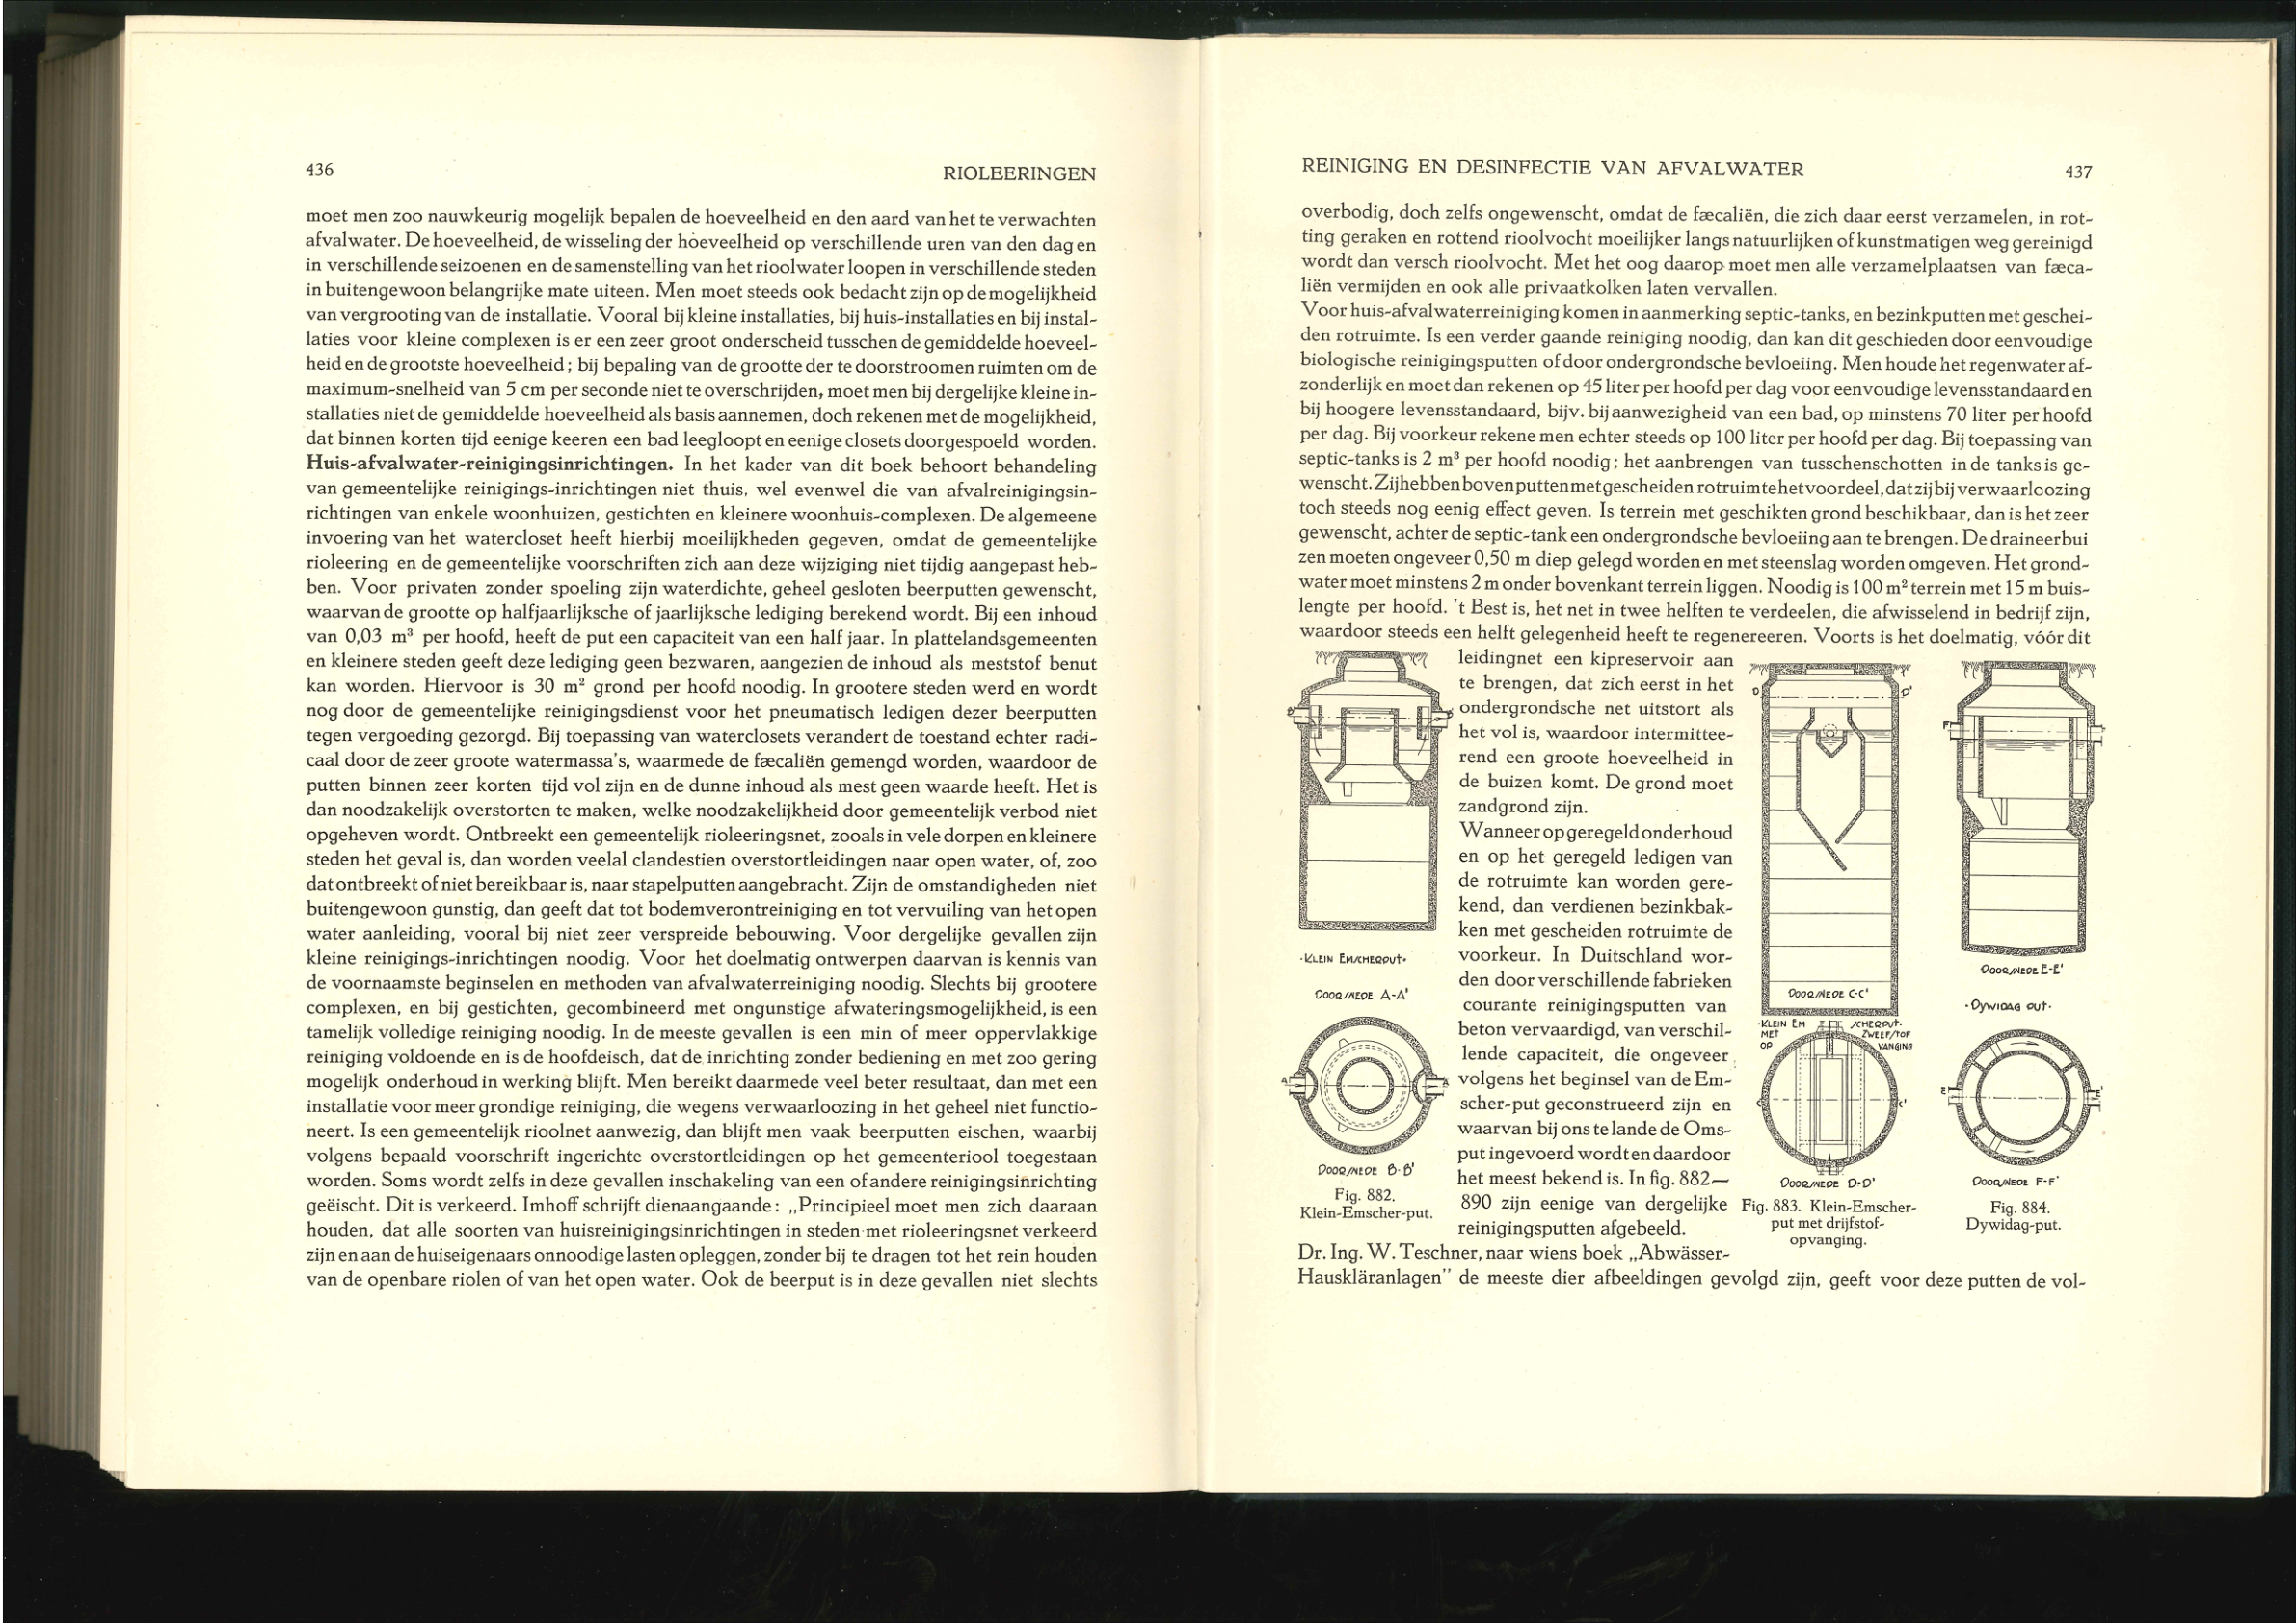 436
RIOLEERINGEN
moet men zoo nauwkeurig mogelijk bepalen de hoeveelheid en den aard van het te verwachten
afvalwater. De hoeveelheid, de wisseling der hoeveelheid op verschillende uren van den dag en
in verschillende seizoenen en de samenstelling van het rioolwater loopen in verschillende steden
in buitengewoon belangrijke mate uiteen. Men moet steeds ook bedacht zijn op de mogelijkheid
van vergrooting van de installatie. Vooral bij kleine installaties, bij huis-installaties en bij instal-
laties voor kleine complexen is er een zeer groot onderscheid tusschen de gemiddelde hoeveel-
heid en de grootste hoeveelheid; bij bepaling van de grootte der te doorstroomen ruimten om de
maximum-snelheid van 5 cm per seconde niet te overschrijden, moet men bij dergelijke kleine in-
stallaties niet de gemiddelde hoeveelheid als basis aannemen, doch rekenen met de mogelijkheid,
dat binnen korten tijd eenige keeren een bad leegloopt en eenige closets doorgespoeld worden.
Huis-afvalwater-reinigingsinrichtingen. In het kader van dit boek behoort behandeling
van gemeentelijke reinigings-inrichtingen niet thuis, wel evenwel die van afvalreinigingsin-
richtingen van enkele woonhuizen, gestichten en kleinere woonhuis-complexen. De algemeene
invoering van het watercloset heeft hierbij moeilijkheden gegeven, omdat de gemeentelijke
rioleering en de gemeentelijke voorschriften zich aan deze wijziging niet tijdig aangepast heb-
ben. Voor privaten zonder spoeling zijn waterdichte, geheel gesloten beerputten gewenscht,
waarvan de grootte op halfjaarlijksche of jaarlijksche lediging berekend wordt. Bij een inhoud
van 0,03 m³ per hoofd, heeft de put een capaciteit van een half jaar. In plattelandsgemeenten
en kleinere steden geeft deze lediging geen bezwaren, aangezien de inhoud als meststof benut
kan worden. Hiervoor is 30 m² grond per hoofd noodig. In grootere steden werd en wordt
nog door de gemeentelijke reinigingsdienst voor het pneumatisch ledigen dezer beerputten
tegen vergoeding gezorgd. Bij toepassing van waterclosets verandert de toestand echter radi-
caal door de zeer groote watermassa's, waarmede de fæcaliën gemengd worden, waardoor de
putten binnen zeer korten tijd vol zijn en de dunne inhoud als mest geen waarde heeft. Het is
dan noodzakelijk overstorten te maken, welke noodzakelijkheid door gemeentelijk verbod niet
opgeheven wordt. Ontbreekt een gemeentelijk rioleeringsnet, zooals in vele dorpen en kleinere
steden het geval is, dan worden veelal clandestien overstortleidingen naar open water, of, zoo
dat ontbreekt of niet bereikbaar is, naar stapelputten aangebracht. Zijn de omstandigheden niet
buitengewoon gunstig, dan geeft dat tot bodemverontreiniging en tot vervuiling van het open
water aanleiding, vooral bij niet zeer verspreide bebouwing. Voor dergelijke gevallen zijn
kleine reinigings-inrichtingen noodig. Voor het doelmatig ontwerpen daarvan is kennis van
de voornaamste beginselen en methoden van afvalwaterreiniging noodig. Slechts bij grootere
complexen, en bij gestichten, gecombineerd met ongunstige afwateringsmogelijkheid, is een
tamelijk volledige reiniging noodig. In de meeste gevallen is een min of meer oppervlakkige
reiniging voldoende en is de hoofdeisch, dat de inrichting zonder bediening en met zoo gering
mogelijk onderhoud in werking blijft. Men bereikt daarmede veel beter resultaat, dan met een
installatie voor meer grondige reiniging, die wegens verwaarloozing in het geheel niet functio-
neert. Is een gemeentelijk rioolnet aanwezig, dan blijft men vaak beerputten eischen, waarbij
volgens bepaald voorschrift ingerichte overstortleidingen op het gemeenteriool toegestaan
worden. Soms wordt zelfs in deze gevallen inschakeling van een of andere reinigingsinrichting
geëischt. Dit is verkeerd. Imhoff schrijft dienaangaande: „Principieel moet men zich daaraan
houden, dat alle soorten van huisreinigingsinrichtingen in steden met rioleeringsnet verkeerd
zijn en aan de huiseigenaars onnoodige lasten opleggen, zonder bij te dragen tot het rein houden
van de openbare riolen of van het open water. Ook de beerput is in deze gevallen niet slechts
REINIGING EN DESINFECTIE VAN AFVALWATER
437
overbodig, doch zelfs ongewenscht, omdat de fæcaliën, die zich daar eerst verzamelen, in rot-
ting geraken en rottend rioolvocht moeilijker langs natuurlijken of kunstmatigen weg gereinigd
wordt dan versch rioolvocht. Met het oog daarop moet men alle verzamelplaatsen van fæca-
liën vermijden en ook alle privaatkolken laten vervallen.
Voor huis-afvalwaterreiniging komen in aanmerking septic-tanks, en bezinkputten met geschei-
den rotruimte. Is een verder gaande reiniging noodig, dan kan dit geschieden door eenvoudige
biologische reinigingsputten of door ondergrondsche bevloeiing. Men houde het regenwater af-
zonderlijk en moet dan rekenen op 45 liter per hoofd per dag voor eenvoudige levensstandaard en
bij hoogere levensstandaard, bijv. bij aanwezigheid van een bad, op minstens 70 liter per hoofd
per dag. Bij voorkeur rekene men echter steeds op 100 liter per hoofd per dag. Bij toepassing van
septic-tanks is 2 m³ per hoofd noodig; het aanbrengen van tusschenschotten in de tanks is ge-
wenscht. Zij hebben boven putten met gescheiden rotruimte het voordeel, dat zij bij verwaarloozing
toch steeds nog eenig effect geven. Is terrein met geschikten grond beschikbaar, dan is het zeer
gewenscht, achter de septic-tank een ondergrondsche bevloeiing aan te brengen. De draineerbui
zen moeten ongeveer 0,50 m diep gelegd worden en met steenslag worden omgeven. Het grond-
water moet minstens 2 m onder bovenkant terrein liggen. Noodig is 100 m² terrein met 15 m buis-
lengte per hoofd. 't Best is, het net in twee helften te verdeelen, die afwisselend in bedrijf zijn,
waardoor steeds een helft gelegenheid heeft te regenereeren. Voorts is het doelmatig, vóór dit
leidingnet een kipreservoir aan
te brengen, dat zich eerst in het
ondergrondsche net uitstort als
het vol is, waardoor intermittee-
rend een groote hoeveelheid in
de buizen komt. De grond moet
zandgrond zijn.
Wanneer op geregeld onderhoud
en op het geregeld ledigen van
de rotruimte kan worden gere-
kend, dan verdienen bezinkbak-
ken met gescheiden rotruimte de
voorkeur. In Duitschland wor-
den door verschillende fabrieken
courante reinigingsputten van
beton vervaardigd, van verschil-
lende capaciteit, die ongeveer
volgens het beginsel van de Em-
scher-put geconstrueerd zijn en
waarvan bij ons te lande de Oms-
put ingevoerd wordt en daardoor
het meest bekend is. In fig. 882—
890 zijn eenige van dergelijke
reinigingsputten afgebeeld.
Dr. Ing. W. Teschner, naar wiens boek „Abwässer-
Hauskläranlagen” de meeste dier afbeeldingen gevolgd zijn, geeft voor deze putten de vol-
·KLEIN EMSCHERPUT·
DOORSNEDE A-A'
A
DOORSNEDE B-B'
Fig. 882.
Klein-Emscher-put.
D D'
DOORSNEDE C-C'
·KLEIN EMSCHERPUT·
MET ZWEEFSTOF
OP VANGING
C'
DOORSNEDE D-D'
Fig. 883. Klein-Emscher-
put met drijfstof-
opvanging.
F
DOORSNEDE E-E'
·DYWIDAG PUT·
E E'
DOORSNEDE F-F'
Fig. 884.
Dywidag-put.